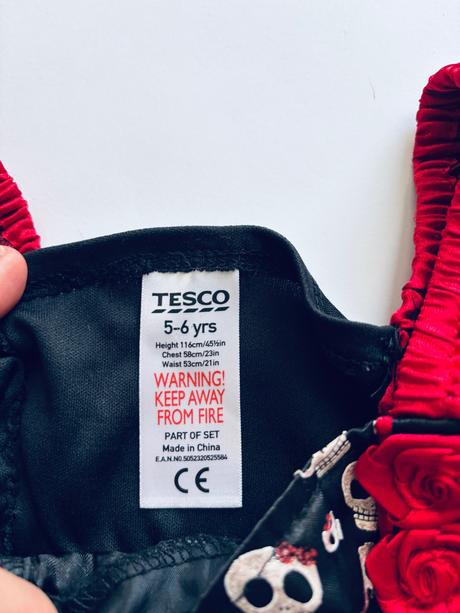 TESCO
5-6 yrs
Height 116cm/45½in
Chest 58cm/23in
Waist 53cm/21in
WARNING!
KEEP AWAY
FROM FIRE
PART OF SET
Made in China
E.A.N.NO.5052320525584
CE